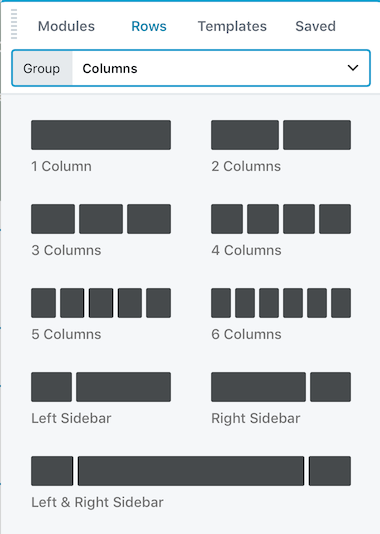 Modules Rows Templates Saved
Group Columns
1 Column 2 Columns
3 Columns 4 Columns
5 Columns 6 Columns
Left Sidebar Right Sidebar
Left & Right Sidebar